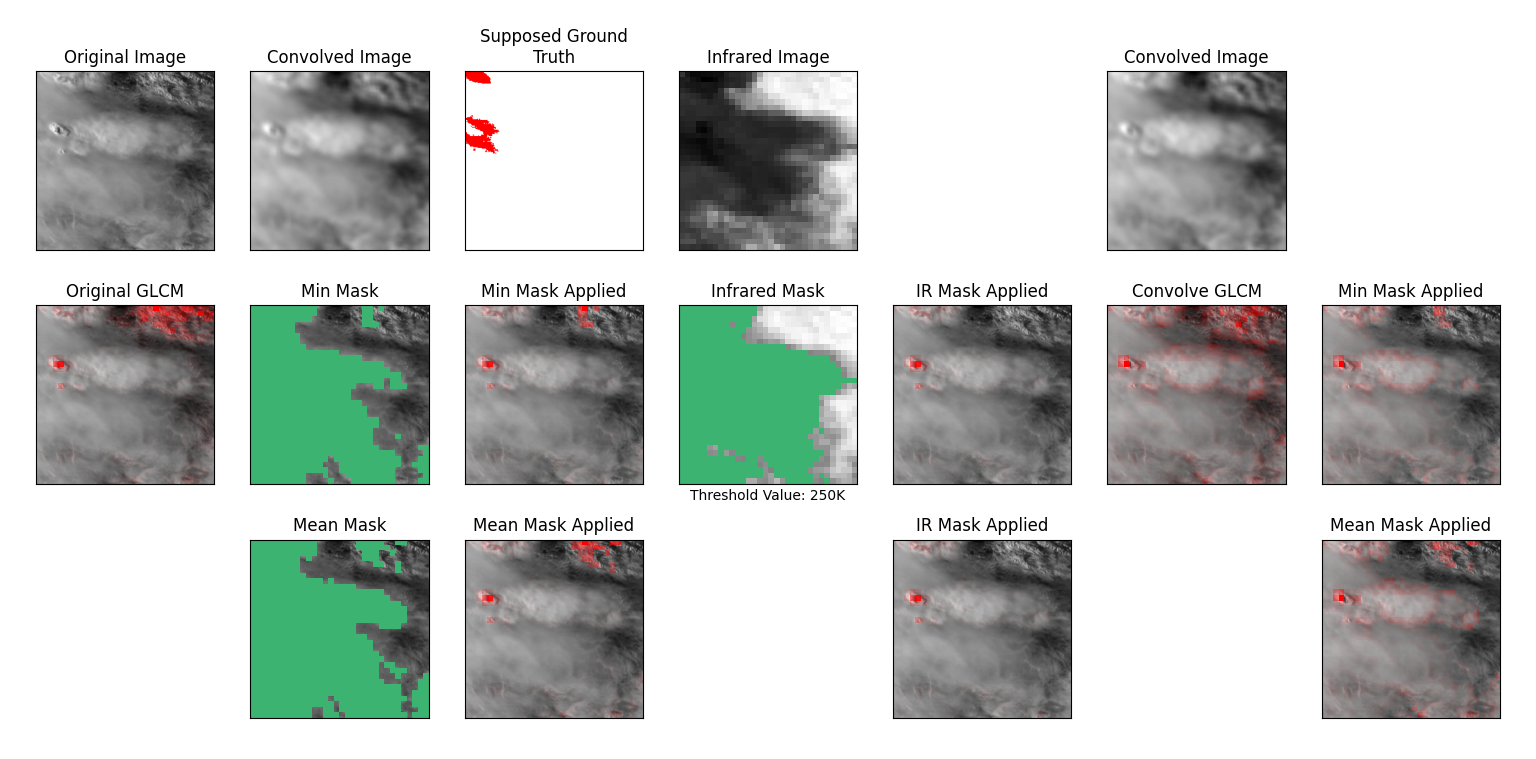 Original Image
Convolved Image
Supposed Ground
Truth
Infrared Image
Convolved Image
Original GLCM
Min Mask
Min Mask Applied
Infrared Mask
IR Mask Applied
Convolve GLCM
Min Mask Applied
Threshold Value: 250K
Mean Mask
Mean Mask Applied
IR Mask Applied
Mean Mask Applied